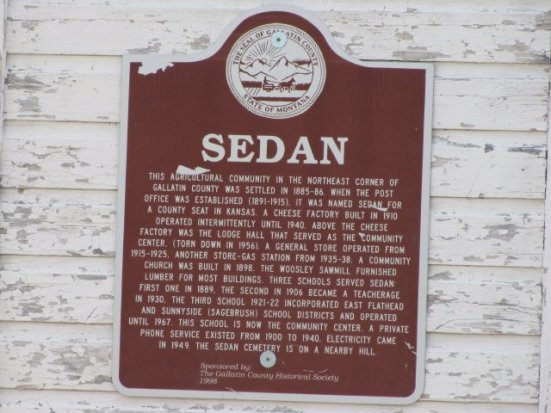 THE SEAL OF GALLATIN COUNTY
STATE OF MONTANA
SEDAN
THIS AGRICULTURAL COMMUNITY IN THE NORTHEAST CORNER OF
GALLATIN COUNTY WAS SETTLED IN 1885-86. WHEN THE POST
OFFICE WAS ESTABLISHED (1891-1915), IT WAS NAMED SEDAN FOR
A COUNTY SEAT IN KANSAS. A CHEESE FACTORY BUILT IN 1910
OPERATED INTERMITTENTLY UNTIL 1940. ABOVE THE CHEESE
FACTORY WAS THE LODGE HALL THAT SERVED AS THE COMMUNITY
CENTER. (TORN DOWN IN 1956). A GENERAL STORE OPERATED FROM
1915-1925. ANOTHER STORE-GAS STATION FROM 1935-38. A COMMUNITY
CHURCH WAS BUILT IN 1898. THE WOOSLEY SAWMILL FURNISHED
LUMBER FOR MOST BUILDINGS. THREE SCHOOLS SERVED SEDAN:
FIRST ONE IN 1889. THE SECOND IN 1906 BECAME A TEACHERAGE
IN 1930. THE THIRD SCHOOL 1921-22 INCORPORATED EAST FLATHEAD
AND SUNNYSIDE (SAGEBRUSH) SCHOOL DISTRICTS AND OPERATED
UNTIL 1967. THIS SCHOOL IS NOW THE COMMUNITY CENTER. A PRIVATE
PHONE SERVICE EXISTED FROM 1900 TO 1940. ELECTRICITY CAME
IN 1949. THE SEDAN CEMETERY IS ON A NEARBY HILL.
Sponsored by:
The Gallatin County Historical Society
1998